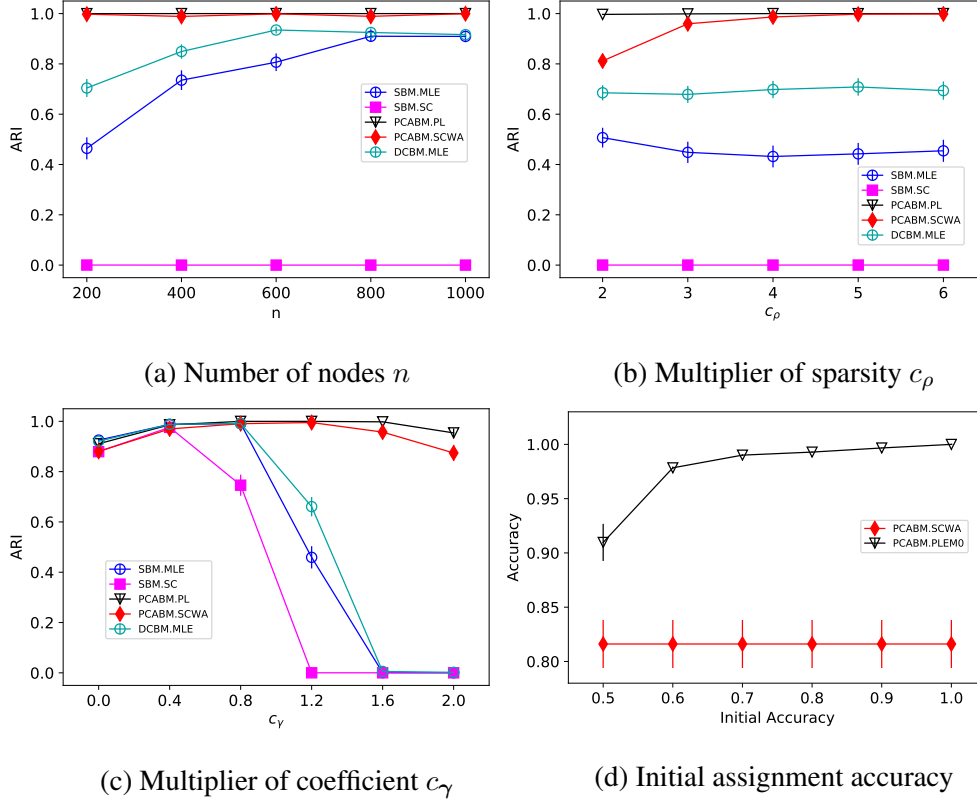 1.0
0.8
0.6
0.4
0.2
0.0
ARI
200 400 600 800 1000
n
SBM.MLE
SBM.SC
PCABM.PL
PCABM.SCWA
DCBM.MLE
(a) Number of nodes n
1.0
0.8
0.6
0.4
0.2
0.0
ARI
2 3 4 5 6
cρ
SBM.MLE
SBM.SC
PCABM.PL
PCABM.SCWA
DCBM.MLE
(b) Multiplier of sparsity cρ
1.0
0.8
0.6
0.4
0.2
0.0
ARI
0.0 0.4 0.8 1.2 1.6 2.0
cγ
SBM.MLE
SBM.SC
PCABM.PL
PCABM.SCWA
DCBM.MLE
(c) Multiplier of coefficient cγ
1.00
0.95
0.90
0.85
0.80
Accuracy
0.5 0.6 0.7 0.8 0.9 1.0
Initial Accuracy
PCABM.SCWA
PCABM.PLEM0
(d) Initial assignment accuracy